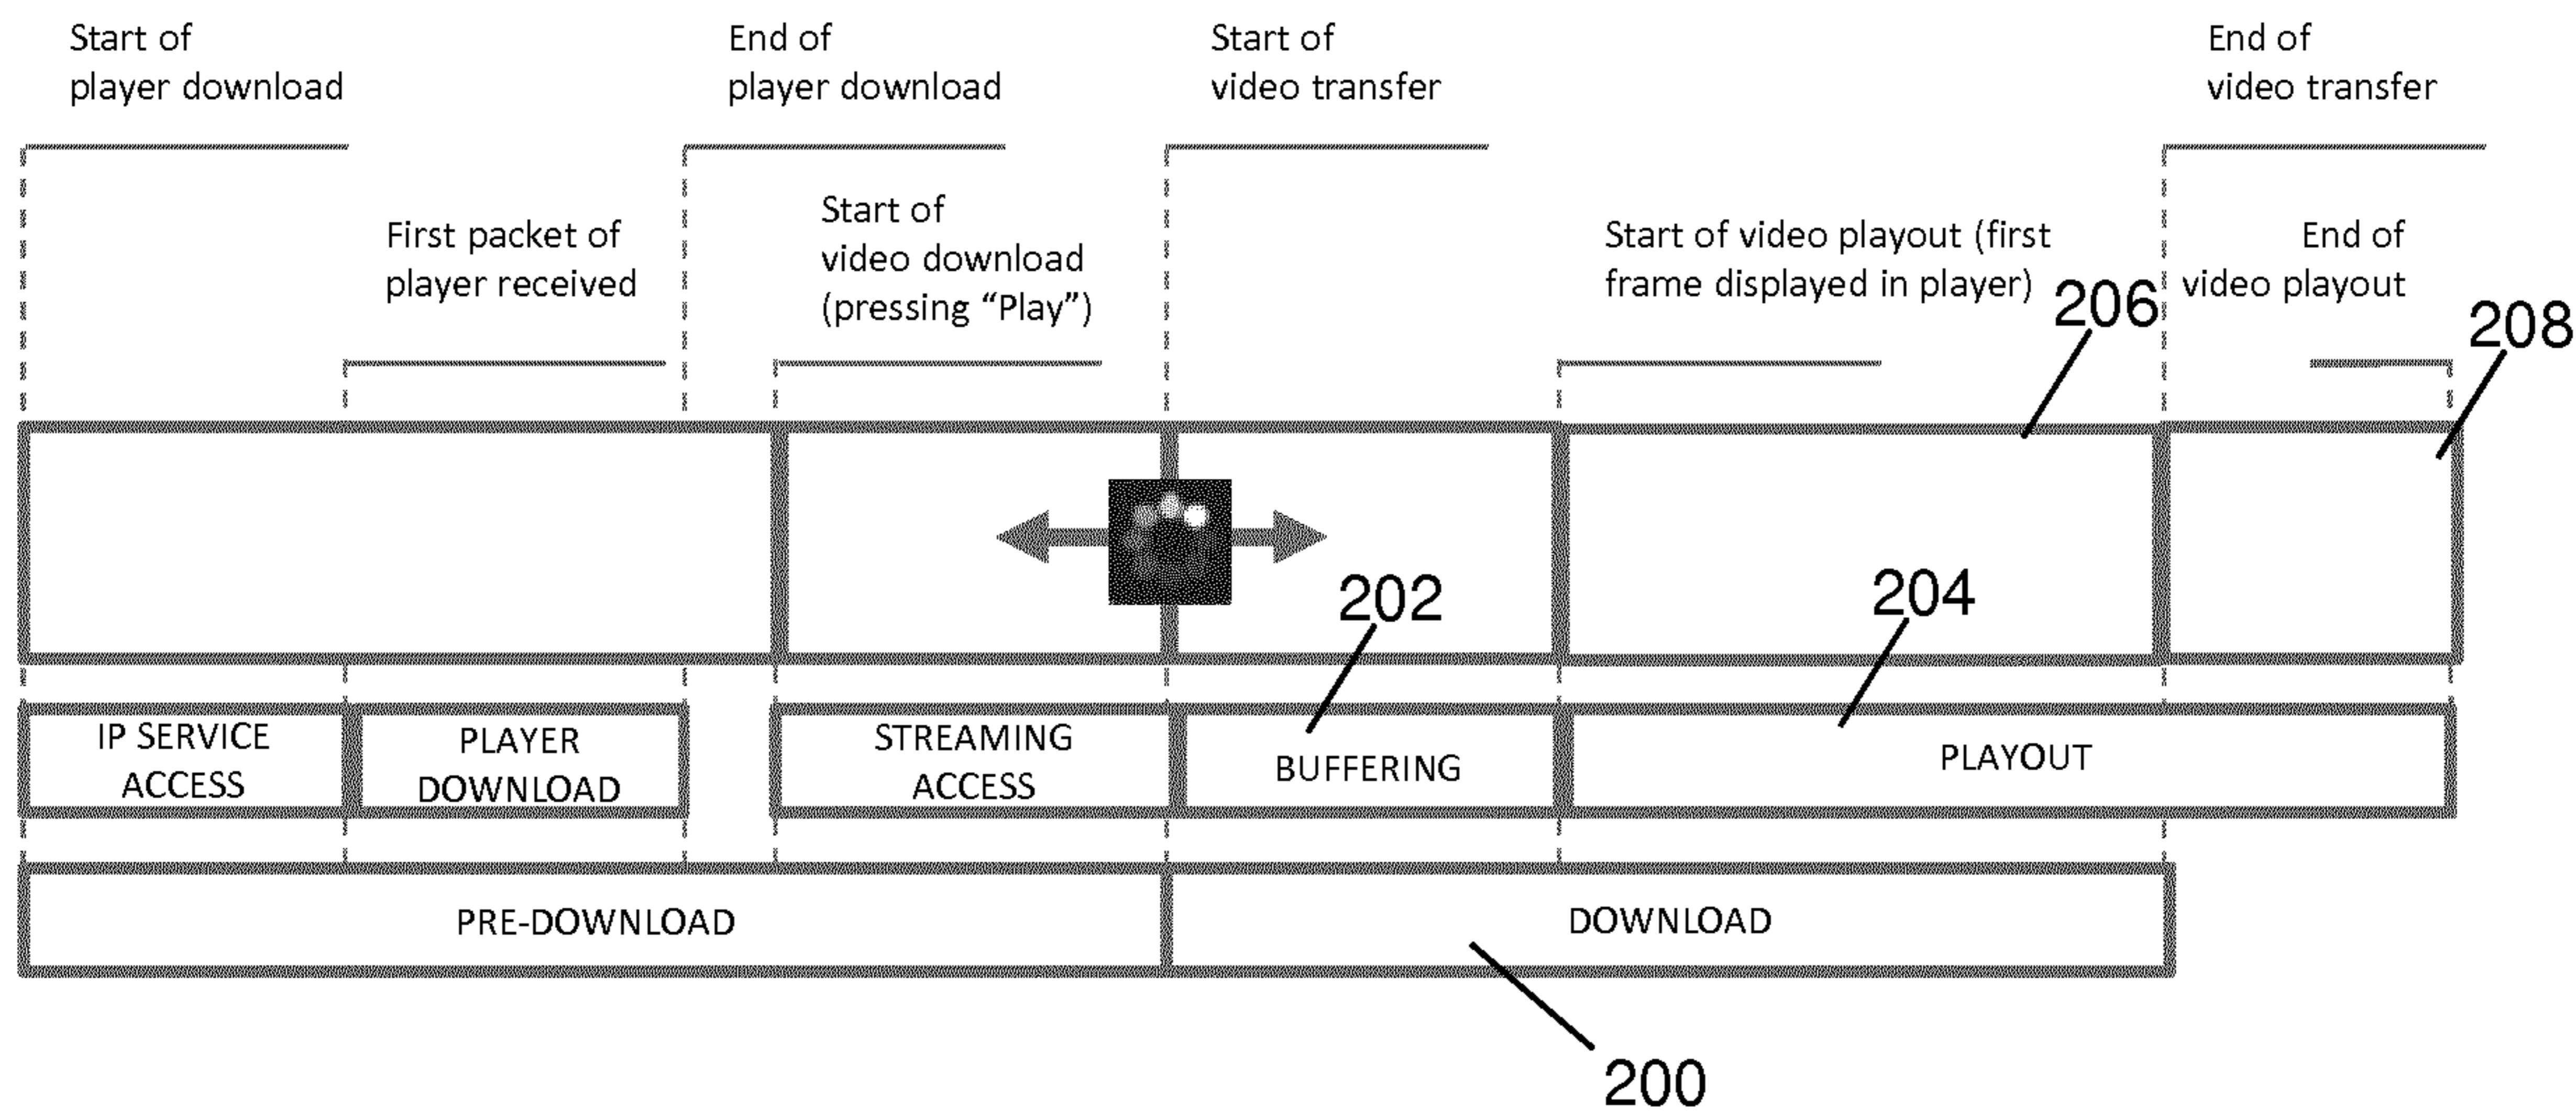 Start of
player download
End of
player download
Start of
video transfer
End of
video transfer
First packet of
player received
Start of
video download
(pressing “Play”)
Start of video playout (first
frame displayed in player)
206
End of
video playout
208
202
204
IP SERVICE
ACCESS
PLAYER
DOWNLOAD
STREAMING
ACCESS
BUFFERING
PLAYOUT
PRE-DOWNLOAD
DOWNLOAD
200